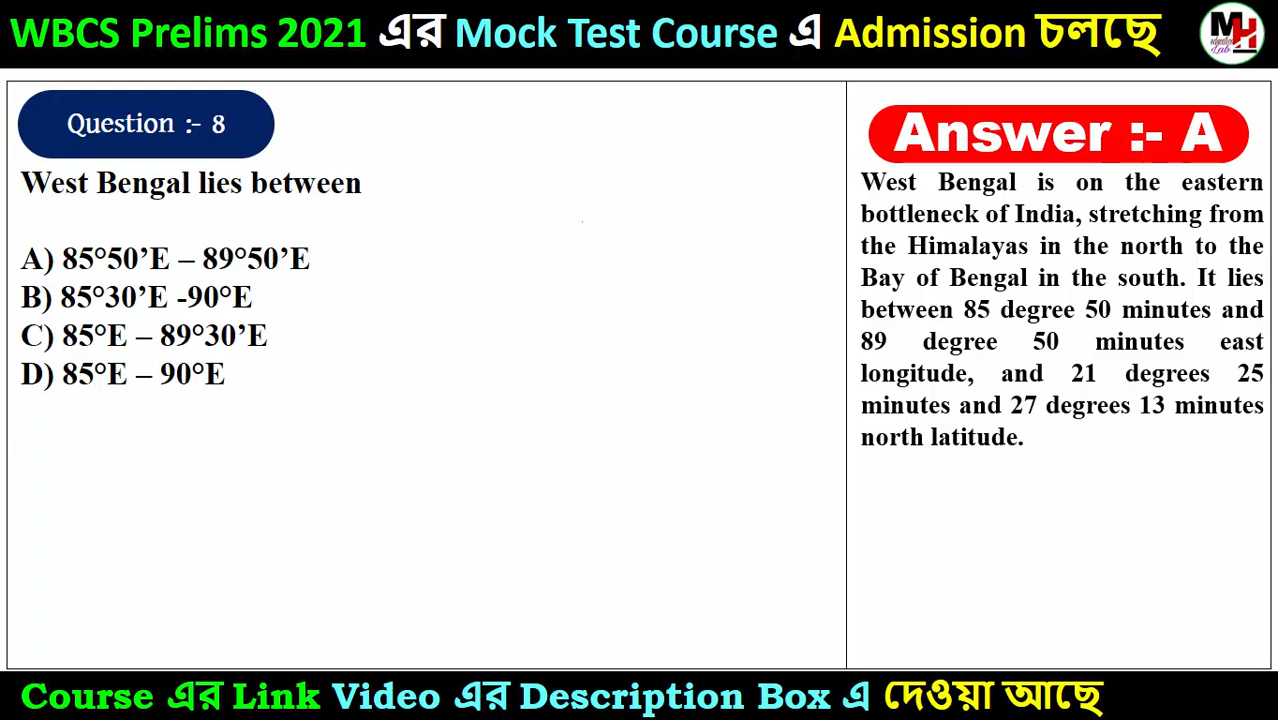 WBCS Prelims 2021 এর Mock Test Course এ Admission চলছে
MH
education
Lab
Question :- 8
West Bengal lies between
A) 85°50’E – 89°50’E
B) 85°30’E -90°E
C) 85°E – 89°30’E
D) 85°E – 90°E
Answer :- A
West Bengal is on the eastern
bottleneck of India, stretching from
the Himalayas in the north to the
Bay of Bengal in the south. It lies
between 85 degree 50 minutes and
89 degree 50 minutes east
longitude, and 21 degrees 25
minutes and 27 degrees 13 minutes
north latitude.
Course এর Link Video এর Description Box এ দেওয়া আছে